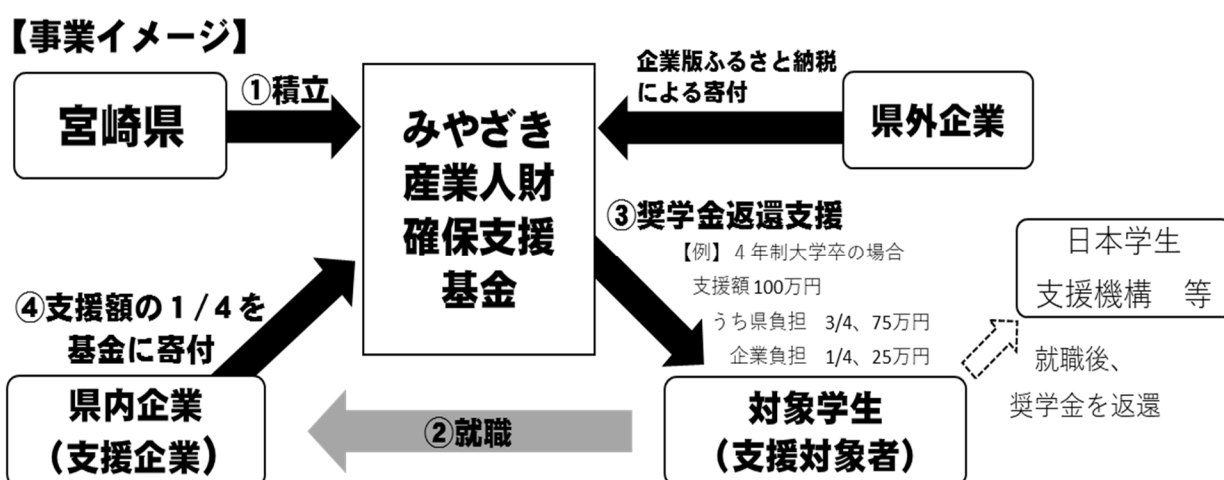 【事業イメージ】
宮崎県
①積立
みやざき
産業人財
確保支援
基金
企業版ふるさと納税
による寄付
県外企業
③奨学金返還支援
【例】４年制大学卒の場合
支援額100万円
うち県負担　3/4、75万円
企業負担　1/4、25万円
日本学生
支援機構　等
就職後、
奨学金を返還
④支援額の１/４を
基金に寄付
県内企業
(支援企業)
②就職
対象学生
(支援対象者)